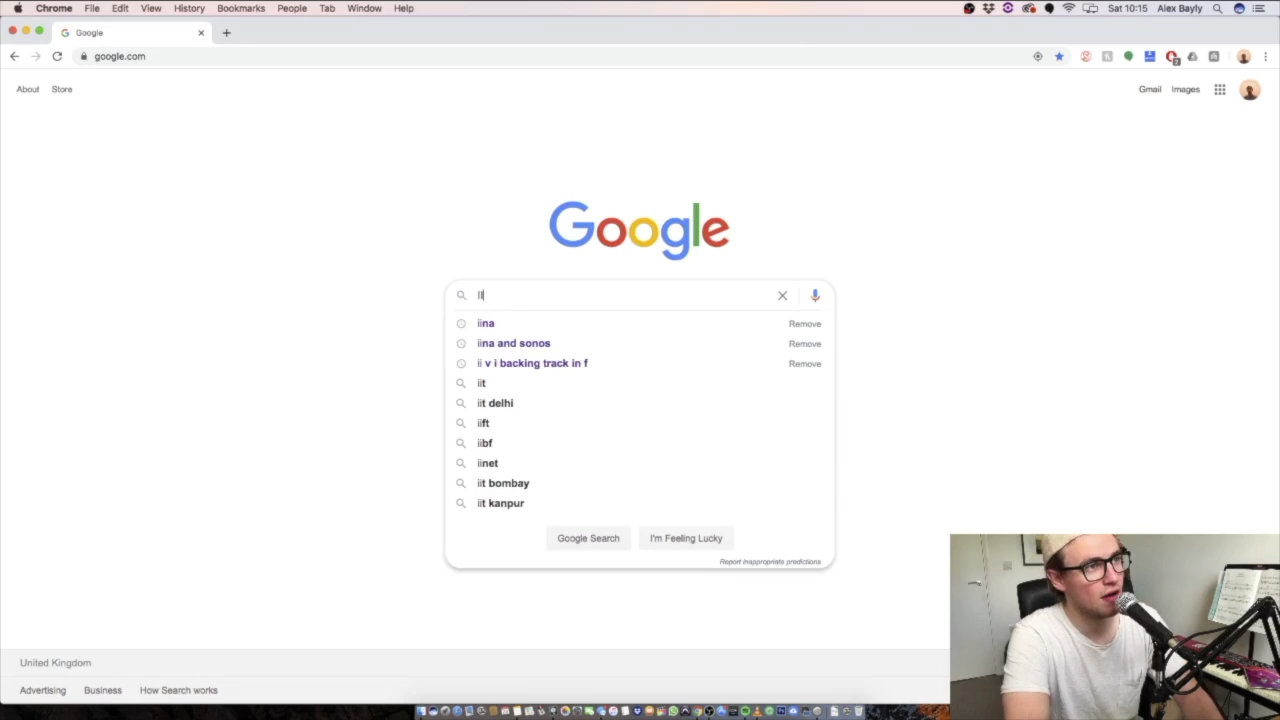 Chrome File Edit View History Bookmarks People Tab Window Help Sat 10:15 Alex Bayly
Google
google.com
About Store Gmail Images
Google
II
iina Remove
iina and sonos Remove
ii v i backing track in f Remove
iit
iit delhi
iift
iibf
iinet
iit bombay
iit kanpur
Google Search I'm Feeling Lucky
Report inappropriate predictions
United Kingdom
Advertising Business How Search works